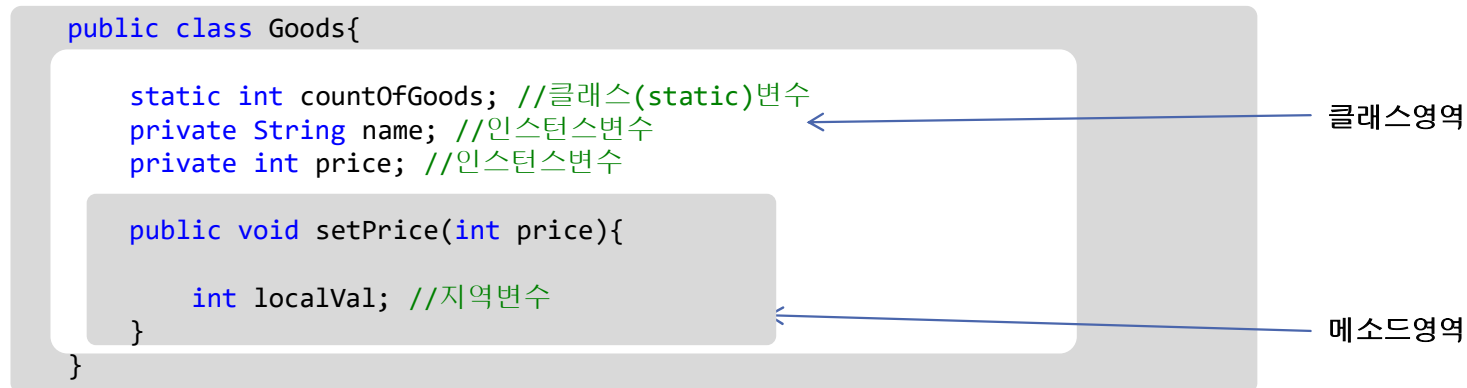 public class Goods{
static int countOfGoods; //클래스(static)변수
private String name; //인스턴스변수
private int price; //인스턴스변수
클래스영역
public void setPrice(int price){
int localVal; //지역변수
}
메소드영역
}